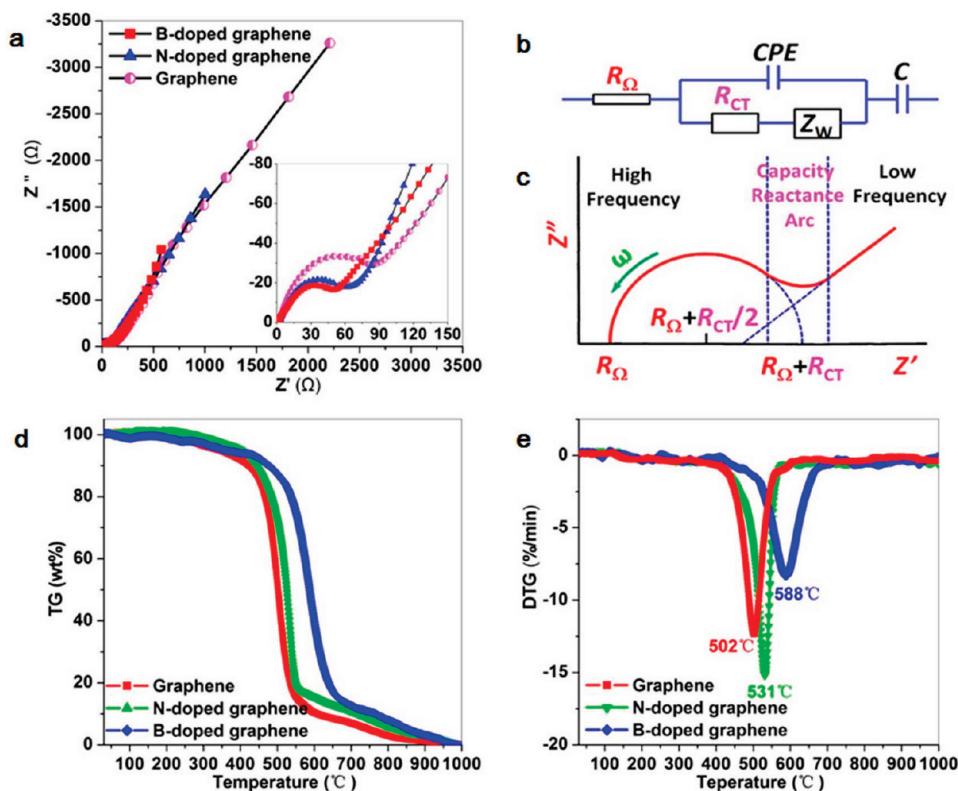 a
-3500
-3000
-2500
-2000
-1500
-1000
-500
0
Z'' (Ω)
B-doped graphene
N-doped graphene
Graphene
-80
-60
-40
-20
0
0 30 60 90 120 150
0 500 1000 1500 2000 2500 3000 3500
Z' (Ω)
b
RΩ
CPE
RCT
ZW
C
c
Z''
High
Frequency
Capacity
Reactance
Arc
Low
Frequency
ω
RΩ+RCT/2
RΩ
RΩ+RCT
Z'
d
100
80
60
40
20
0
TG (wt%)
Graphene
N-doped graphene
B-doped graphene
100 200 300 400 500 600 700 800 900 1000
Temperature (℃)
e
0
-5
-10
-15
-20
DTG (%/min)
588℃
502℃
531℃
Graphene
N-doped graphene
B-doped graphene
100 200 300 400 500 600 700 800 900 1000
Teperature (℃)